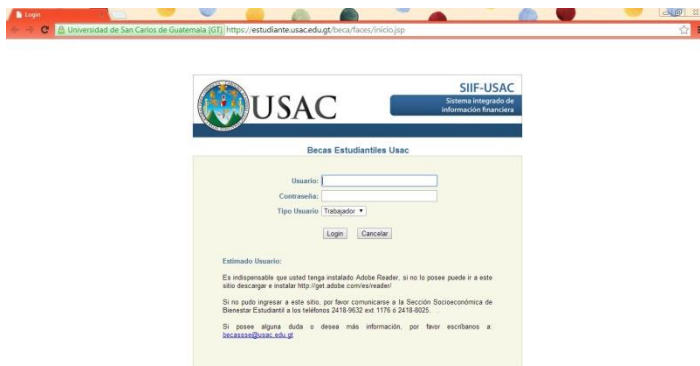 Login
Universidad de San Carlos de Guatemala [GT]
https://estudiante.usac.edu.gt/beca/faces/inicio.jsp
USAC
SIIF-USAC
Sistema integrado de
información financiera
Becas Estudiantiles Usac
Usuario:
Contraseña:
Tipo Usuario Trabajador
Login Cancelar
Estimado Usuario:
Es indispensable que usted tenga instalado Adobe Reader, si no lo posee puede ir a este
sitio descargar e instalar http://get.adobe.com/es/reader/
Si no pudo ingresar a este sitio, por favor comunicarse a la Sección Socioeconómica de
Bienestar Estudiantil a los teléfonos 2418-9632 ext 1176 ó 2418-8025.
Si posee alguna duda o desea más información, por favor escríbanos a:
becassse@usac.edu.gt